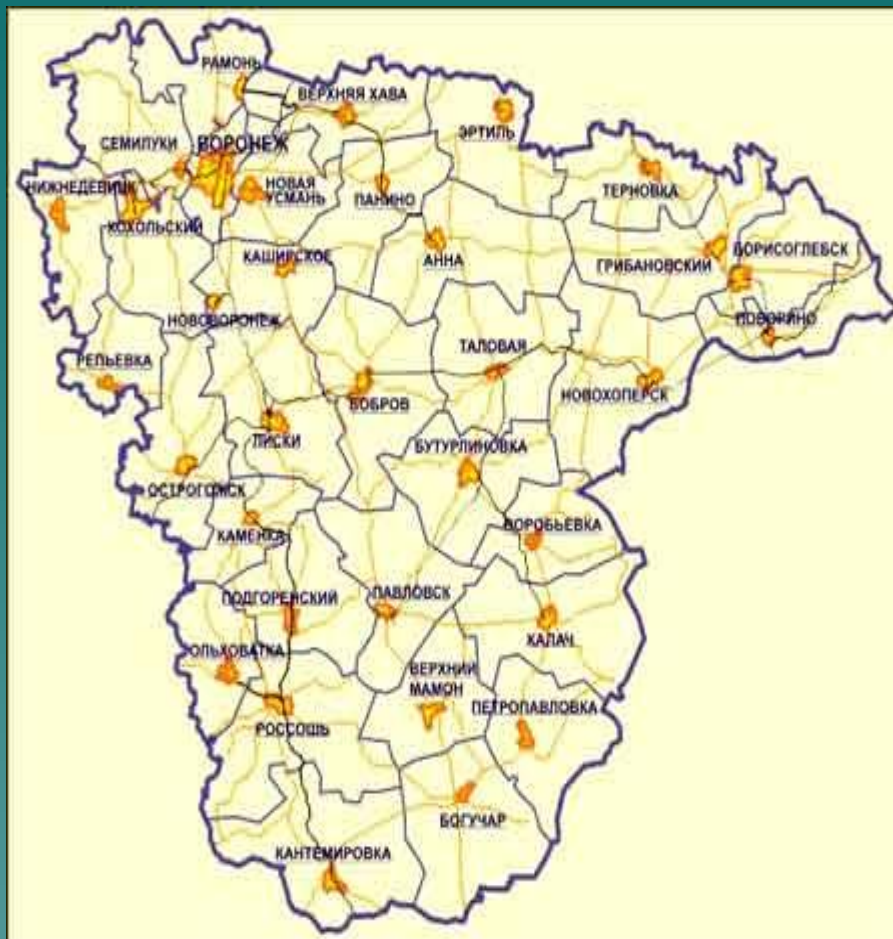 РАМОНЬ
ВЕРХНЯЯ ХАВА
ЭРТИЛЬ
СЕМИЛУКИ
ВОРОНЕЖ
НИЖНЕДЕВИЦК
НОВАЯ
УСМАНЬ
ПАНИНО
ТЕРНОВКА
ХОХОЛЬСКИЙ
КАШИРСКОЕ
АННА
ГРИБАНОВСКИЙ
БОРИСОГЛЕБСК
НОВОВОРОНЕЖ
ПОВОРИНО
РЕПЬЕВКА
ТАЛОВАЯ
БОБРОВ
НОВОХОПЕРСК
ЛИСКИ
БУТУРЛИНОВКА
ОСТРОГОЖСК
КАМЕНКА
ВОРОБЬЕВКА
ПОДГОРЕНСКИЙ
ПАВЛОВСК
КАЛАЧ
ОЛЬХОВАТКА
ВЕРХНИЙ
МАМОН
ПЕТРОПАВЛОВКА
РОССОШЬ
БОГУЧАР
КАНТЕМИРОВКА